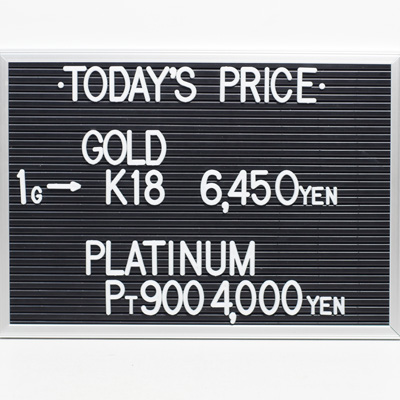 ·TODAY'S PRICE·
GOLD
1G→ K18 6,450YEN
PLATINUM
PT900 4,000YEN